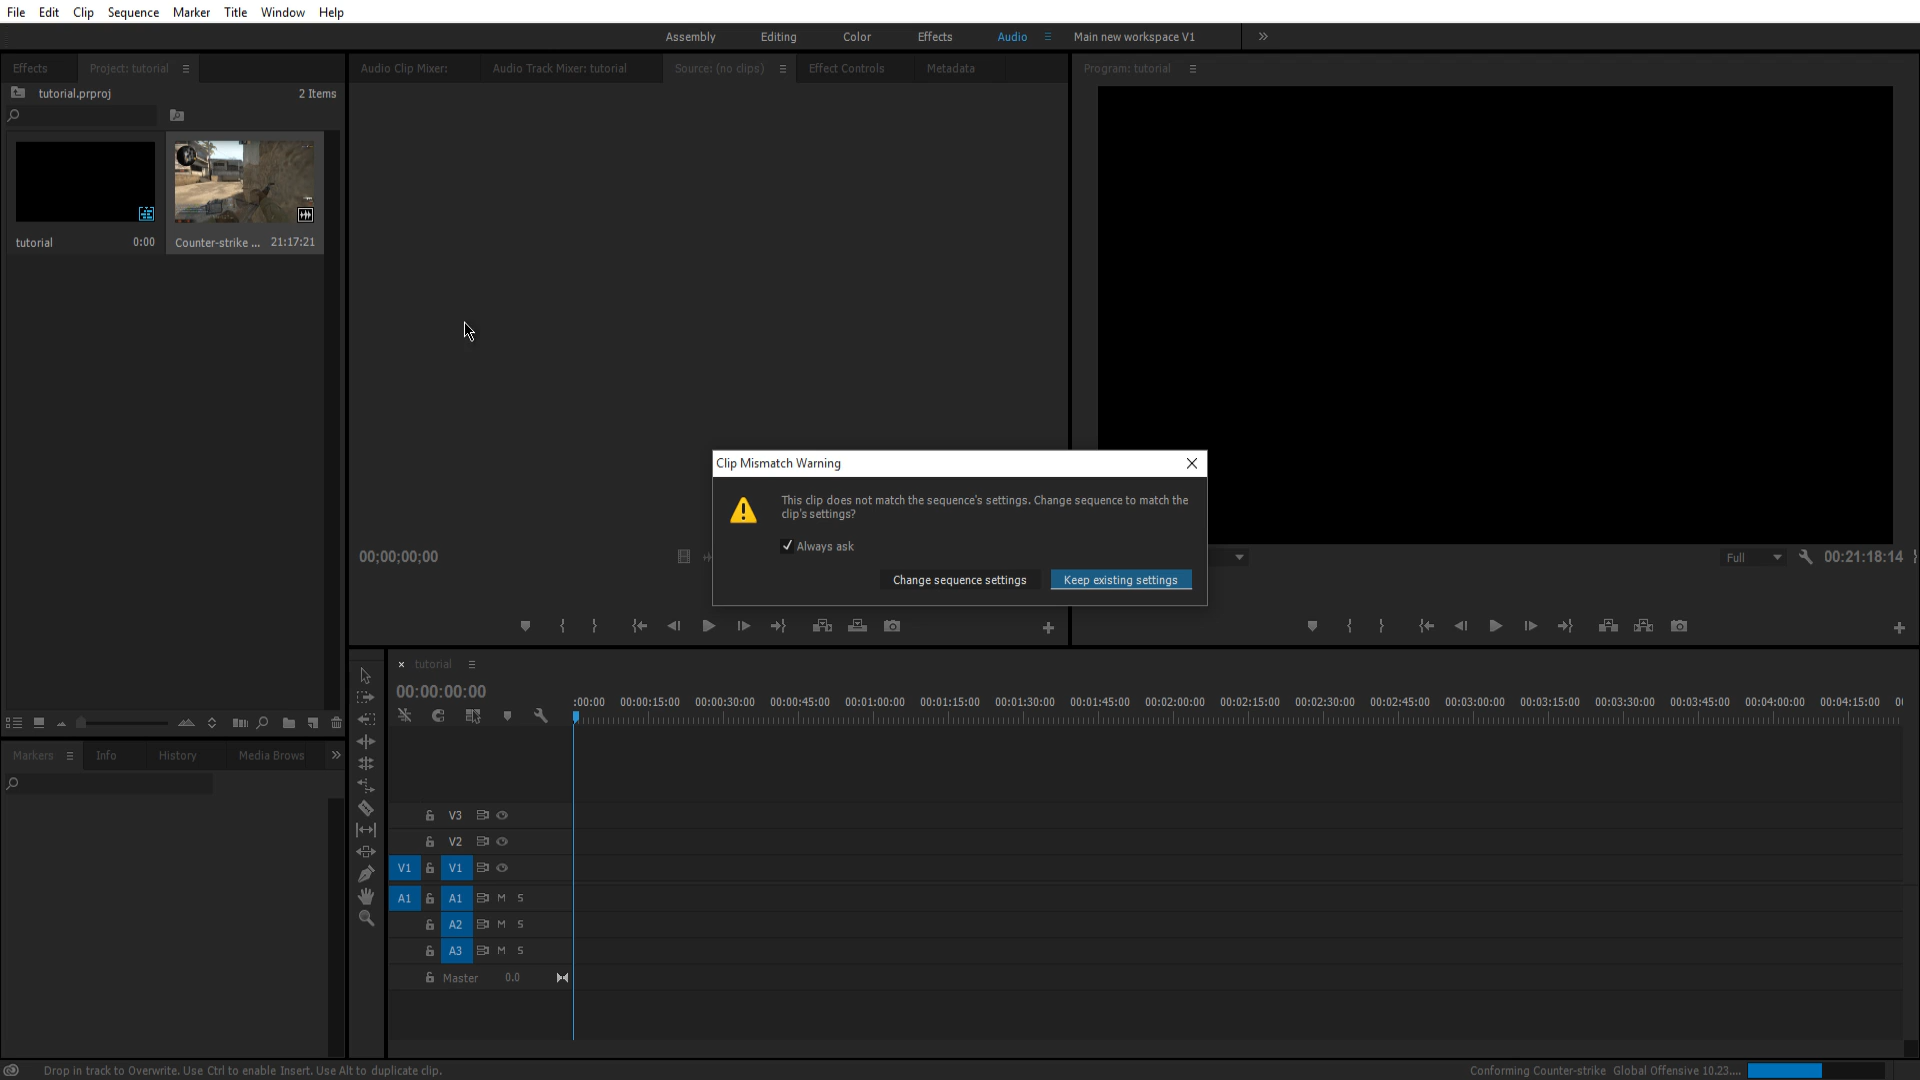 File Edit Clip Sequence Marker Title Window Help
Assembly Editing Color Effects Audio Main new workspace V1
Effects Project: tutorial
tutorial.prproj 2 Items
tutorial 0:00 Counter-strike ... 21:17:21
Audio Clip Mixer: Audio Track Mixer: tutorial Source: (no clips) Effect Controls Metadata
Program: tutorial
Clip Mismatch Warning
This clip does not match the sequence's settings. Change sequence to match the
clip's settings?
Always ask
Change sequence settings Keep existing settings
00;00;00;00
Full 00:21:18:14
Markers Info History Media Brows
tutorial
00:00:00:00
:00:00 00:00:15:00 00:00:30:00 00:00:45:00 00:01:00:00 00:01:15:00 00:01:30:00 00:01:45:00 00:02:00:00 00:02:15:00 00:02:30:00 00:02:45:00 00:03:00:00 00:03:15:00 00:03:30:00 00:03:45:00 00:04:00:00 00:04:15:00
V3
V2
V1 V1
A1 A1 M S
A2 M S
A3 M S
Master 0.0
Drop in track to Overwrite. Use Ctrl to enable Insert. Use Alt to duplicate clip.
Conforming Counter-strike Global Offensive 10.23....